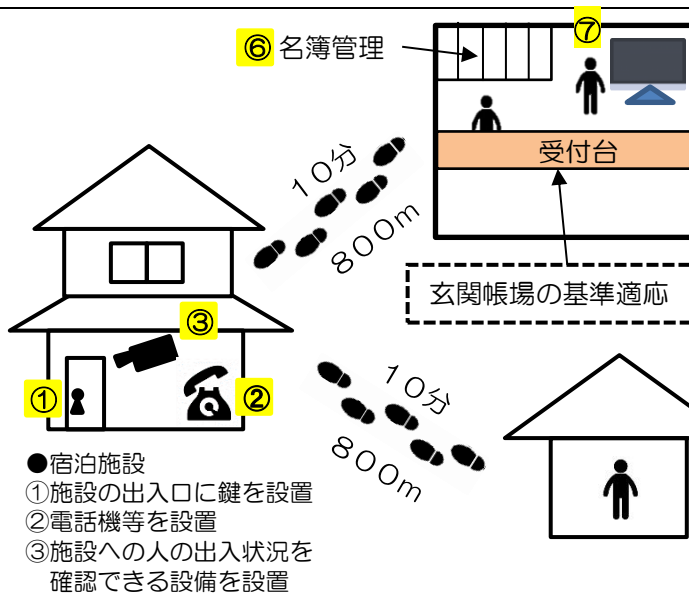 ⑥ 名簿管理
⑦
受付台
玄関帳場の基準適応
10分
800m
③
①
②
10分
800m
●宿泊施設
①施設の出入口に鍵を設置
②電話機等を設置
③施設への人の出入状況を
確認できる設備を設置